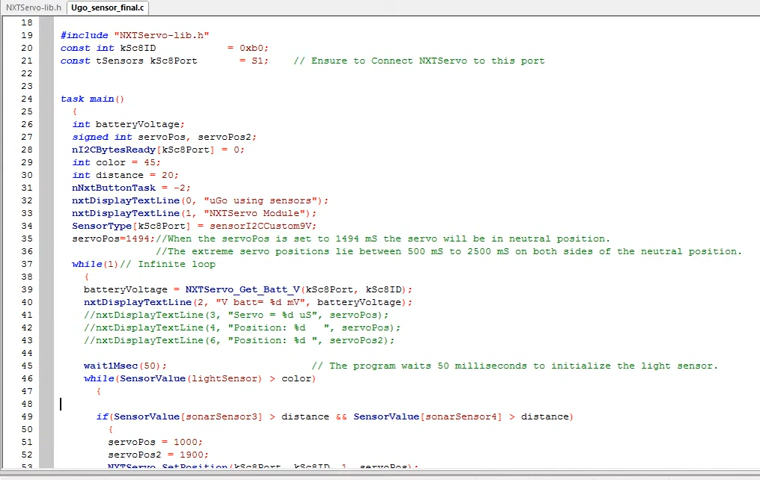 NXTServo-lib.h Ugo_sensor_final.c
18
19 #include "NXTServo-lib.h"
20 const int kSc8ID = 0xb0;
21 const tSensors kSc8Port = S1; // Ensure to Connect NXTServo to this port
22
23
24 task main()
25 {
26 int batteryVoltage;
27 signed int servoPos, servoPos2;
28 nI2CBytesReady[kSc8Port] = 0;
29 int color = 45;
30 int distance = 20;
31 nNxtButtonTask = -2;
32 nxtDisplayTextLine(0, "uGo using sensors");
33 nxtDisplayTextLine(1, "NXTServo Module");
34 SensorType[kSc8Port] = sensorI2CCustom9V;
35 servoPos=1494;//When the servoPos is set to 1494 mS the servo will be in neutral position.
36 //The extreme servo positions lie between 500 mS to 2500 mS on both sides of the neutral position.
37 while(1)// Infinite loop
38 {
39 batteryVoltage = NXTServo_Get_Batt_V(kSc8Port, kSc8ID);
40 nxtDisplayTextLine(2, "V batt= %d mV", batteryVoltage);
41 //nxtDisplayTextLine(3, "Servo = %d uS", servoPos);
42 //nxtDisplayTextLine(4, "Position: %d   ", servoPos);
43 //nxtDisplayTextLine(6, "Position: %d ", servoPos2);
44
45 wait1Msec(50); // The program waits 50 milliseconds to initialize the light sensor.
46 while(SensorValue(lightSensor) > color)
47 {
48
49 if(SensorValue[sonarSensor3] > distance && SensorValue[sonarSensor4] > distance)
50 {
51 servoPos = 1000;
52 servoPos2 = 1900;
53 NXTServo_SetPosition(kSc8Port, kSc8ID, 1, servoPos);